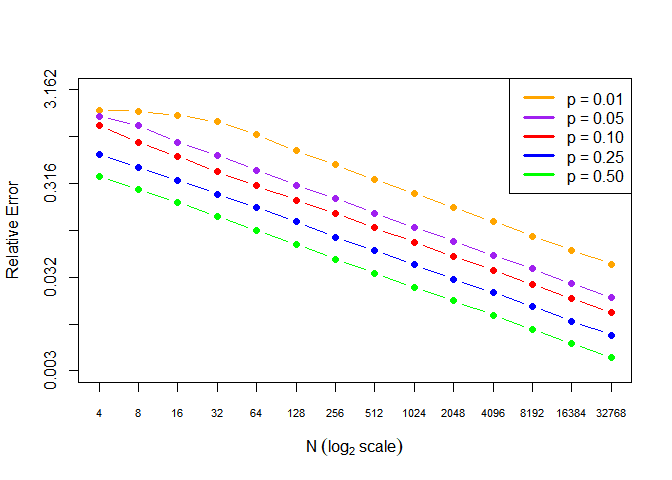 3.162
0.316
0.032
0.003
Relative Error
p = 0.01
p = 0.05
p = 0.10
p = 0.25
p = 0.50
4 8 16 32 64 128 256 512 1024 2048 4096 8192 16384 32768
N (log₂ scale)